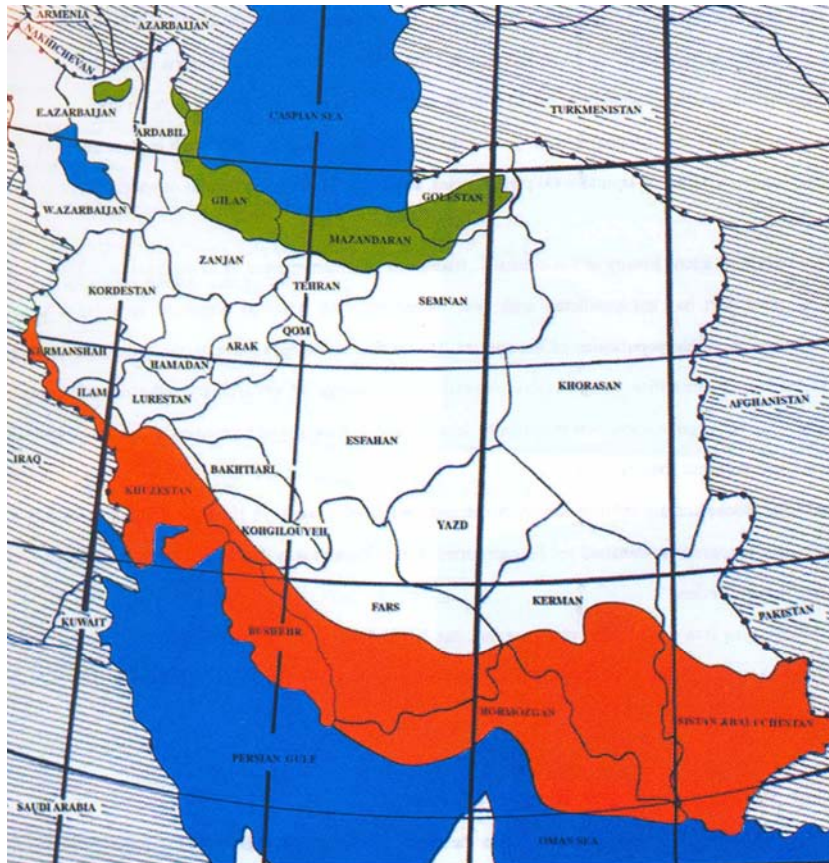 ARMENIA
AZARBAIJAN
NAKHICHEVAN
E.AZARBAIJAN
ARDABIL
CASPIAN SEA
TURKMENISTAN
W.AZARBAIJAN
GILAN
GOLESTAN
MAZANDARAN
ZANJAN
TEHRAN
KORDESTAN
SEMNAN
QOM
ARAK
KERMANSHAH
HAMADAN
KHORASAN
ILAM
LURESTAN
AFGHANISTAN
ESFAHAN
IRAQ
BAKHTIARI
KHUZESTAN
YAZD
KOHGILOUYEH
KERMAN
FARS
PAKISTAN
KUWAIT
BUSHEHR
HORMOZGAN
SISTAN &BALUCHESTAN
PERSIAN GULF
SAUDI ARABIA
OMAN SEA